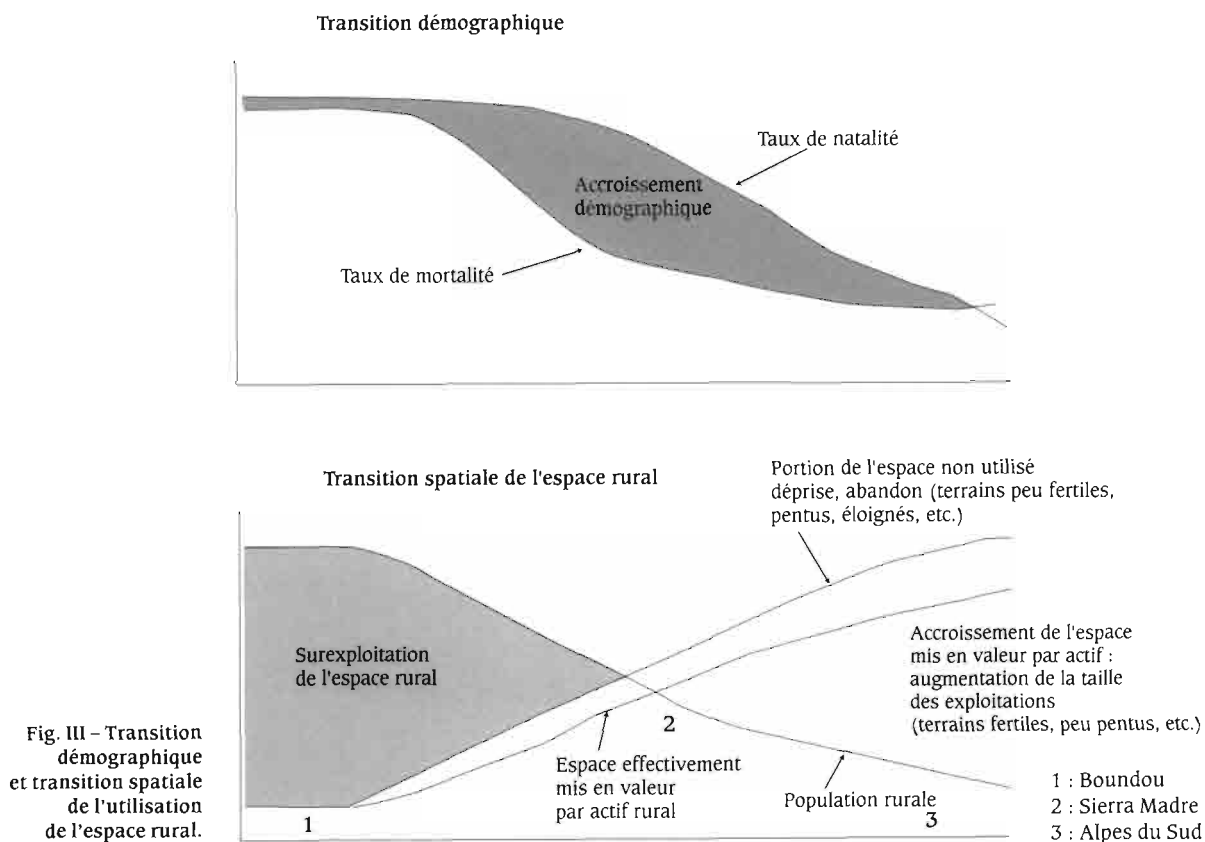 Transition démographique
Taux de natalité
Accroissement
démographique
Taux de mortalité
Transition spatiale de l'espace rural
Portion de l'espace non utilisé
déprise, abandon (terrains peu fertiles,
pentus, éloignés, etc.)
Surexploitation
de l'espace rural
Accroissement de l'espace
mis en valeur par actif :
augmentation de la taille
des exploitations
(terrains fertiles, peu pentus, etc.)
2
Espace effectivement
mis en valeur
par actif rural
Population rurale
1
3
1 : Boundou
2 : Sierra Madre
3 : Alpes du Sud
Fig. III – Transition
démographique
et transition spatiale
de l'utilisation
de l'espace rural.